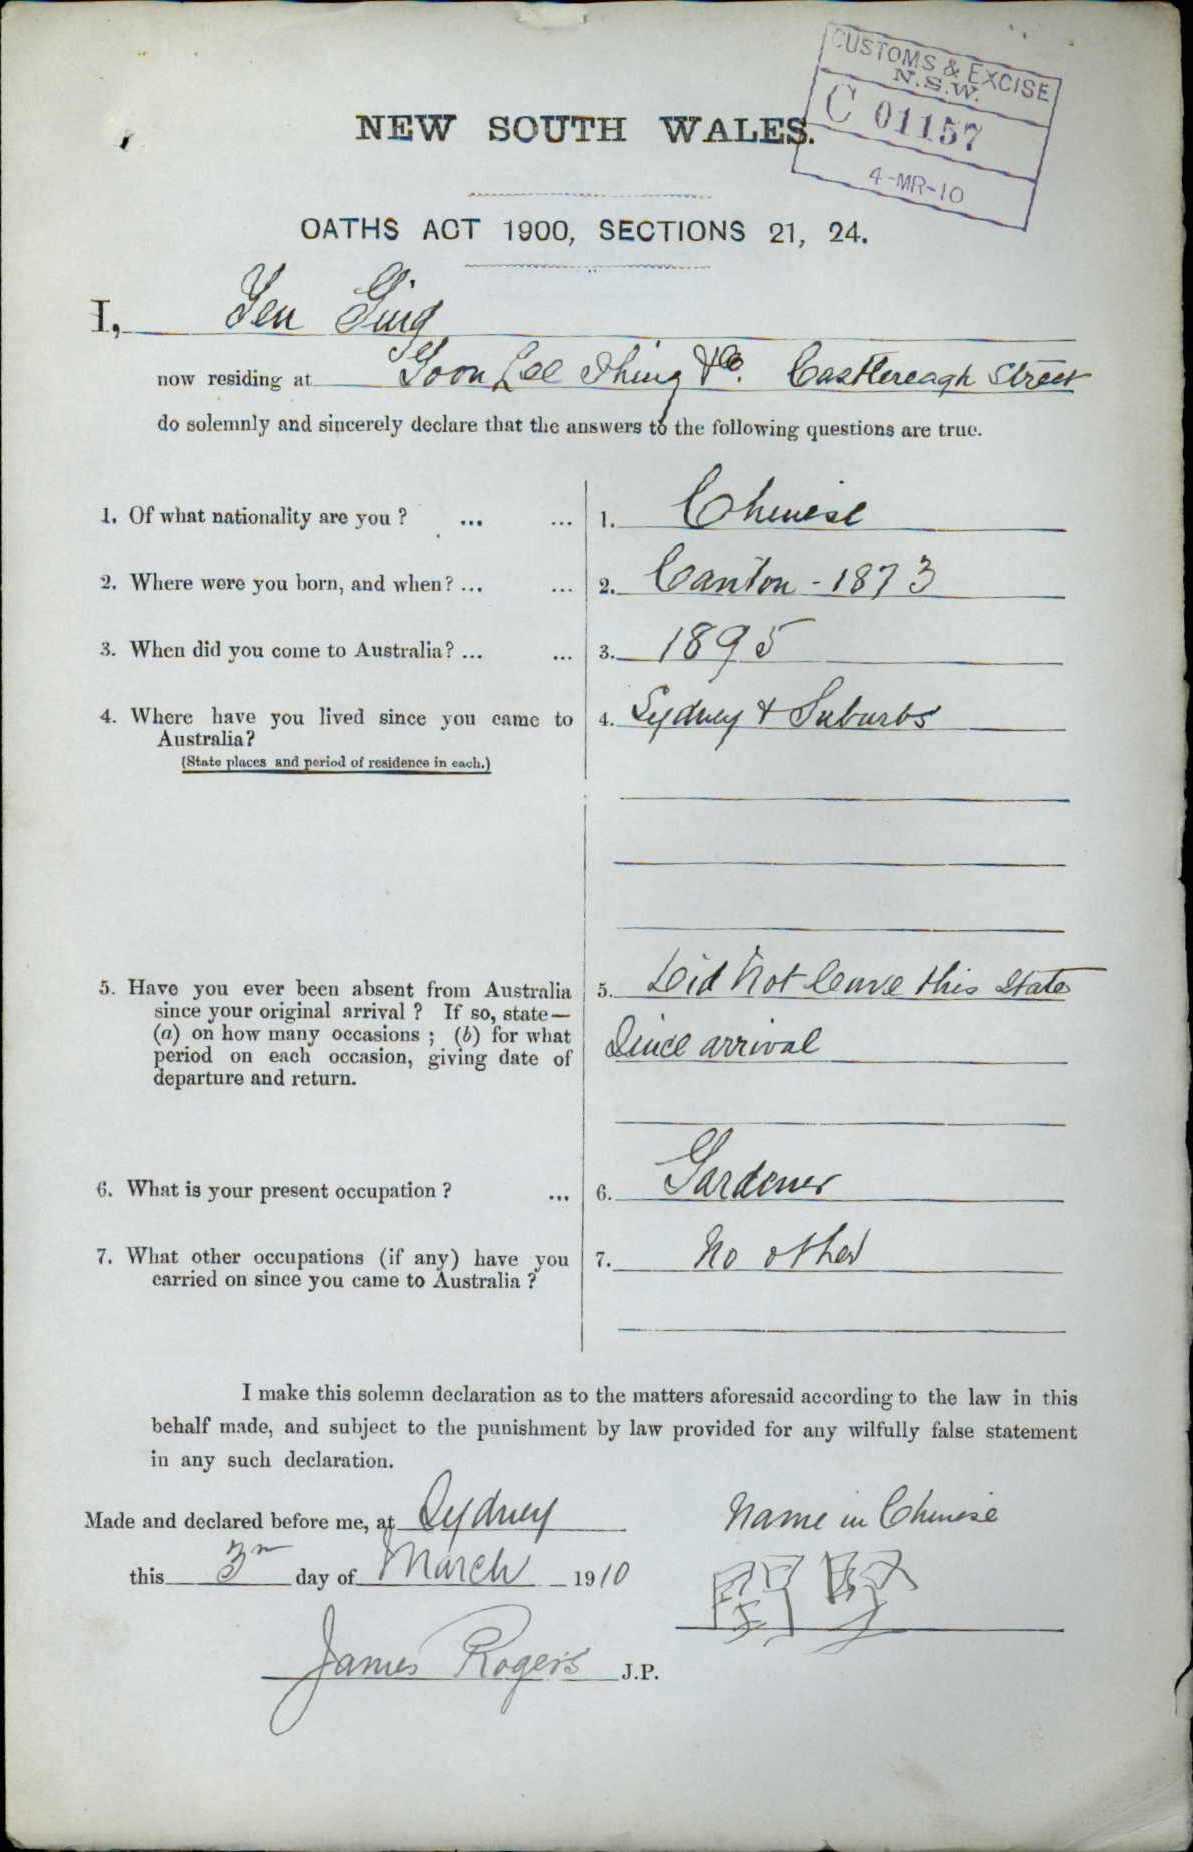 CUSTOMS & EXCISE
N.S.W.
C 01157
4-MR-10
NEW SOUTH WALES.
OATHS ACT 1900, SECTIONS 21, 24.
I, Yen Ging
now residing at Goon Lee Shing & Co. Castlereagh Street
do solemnly and sincerely declare that the answers to the following questions are true.
1. Of what nationality are you ? ... ... 1. Chinese
2. Where were you born, and when? ... ... 2. Canton - 1873
3. When did you come to Australia? ... ... 3. 1895
4. Where have you lived since you came to 4. Sydney & Suburbs
Australia?
(State places and period of residence in each.)
5. Have you ever been absent from Australia 5. Did not leave this State
since your original arrival ? If so, state—
(a) on how many occasions ; (b) for what Since arrival
period on each occasion, giving date of
departure and return.
6. What is your present occupation ? ... 6. Gardener
7. What other occupations (if any) have you 7. No other
carried on since you came to Australia ?
I make this solemn declaration as to the matters aforesaid according to the law in this
behalf made, and subject to the punishment by law provided for any wilfully false statement
in any such declaration.
Made and declared before me, at Sydney Name in Chinese
this 3rd day of March 1910
James Rogers J.P.